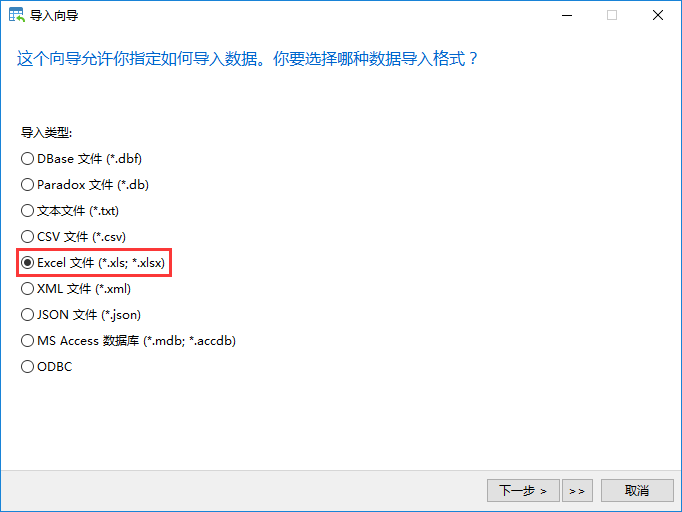 导入向导
这个向导允许你指定如何导入数据。你要选择哪种数据导入格式？
导入类型:
DBase 文件 (*.dbf)
Paradox 文件 (*.db)
文本文件 (*.txt)
CSV 文件 (*.csv)
Excel 文件 (*.xls; *.xlsx)
XML 文件 (*.xml)
JSON 文件 (*.json)
MS Access 数据库 (*.mdb; *.accdb)
ODBC
下一步 > >> 取消